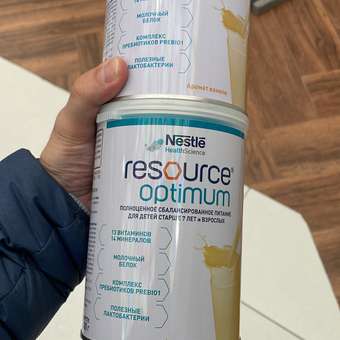 МОЛОЧНЫЙ
БЕЛОК
КОМПЛЕКС
ПРЕБИОТИКОВ PREBIO1
ПОЛЕЗНЫЕ
ЛАКТОБАКТЕРИИ
Аромат ванили
Nestlé
HealthScience
resource®
optimum
ПОЛНОЦЕННОЕ СБАЛАНСИРОВАННОЕ ПИТАНИЕ
ДЛЯ ДЕТЕЙ СТАРШЕ 7 ЛЕТ и ВЗРОСЛЫХ
13 ВИТАМИНОВ
14 МИНЕРАЛОВ
МОЛОЧНЫЙ
БЕЛОК
КОМПЛЕКС
ПРЕБИОТИКОВ PREBIO1
ПОЛЕЗНЫЕ
ЛАКТОБАКТЕРИИ